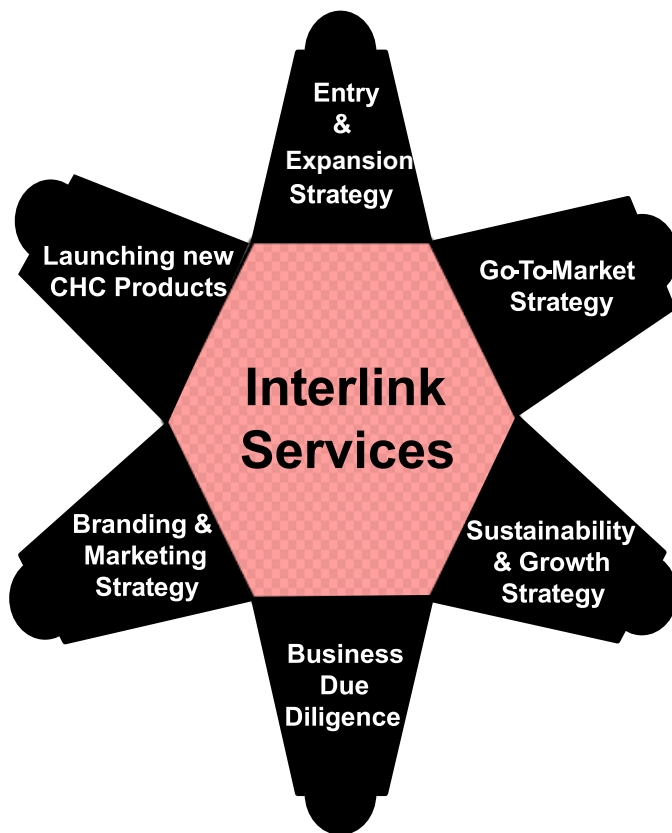 Entry
&
Expansion
Strategy
Launching new
CHC Products
Go-To-Market
Strategy
Interlink
Services
Branding &
Marketing
Strategy
Sustainability
& Growth
Strategy
Business
Due
Diligence